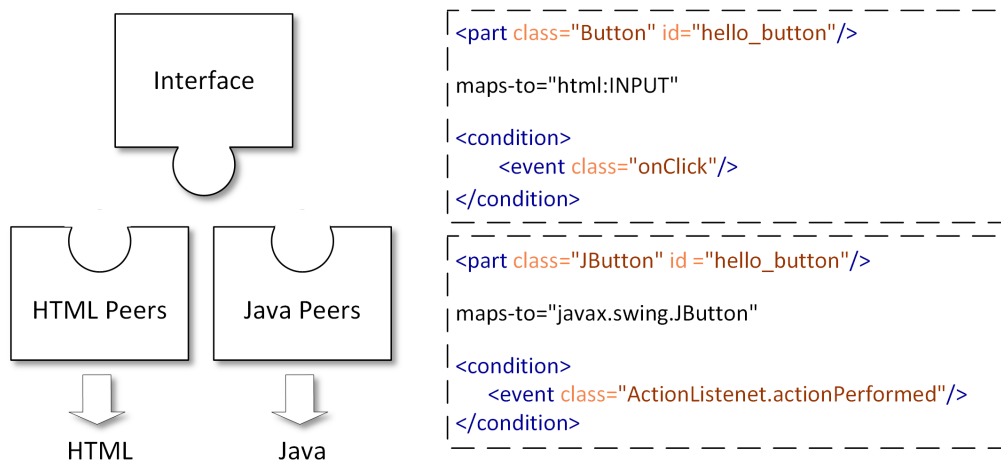 Interface
HTML Peers
Java Peers
HTML
Java
<part class="Button" id="hello_button"/>
maps-to="html:INPUT"
<condition>
<event class="onClick"/>
</condition>
<part class="JButton" id ="hello_button"/>
maps-to="javax.swing.JButton"
<condition>
<event class="ActionListenet.actionPerformed"/>
</condition>